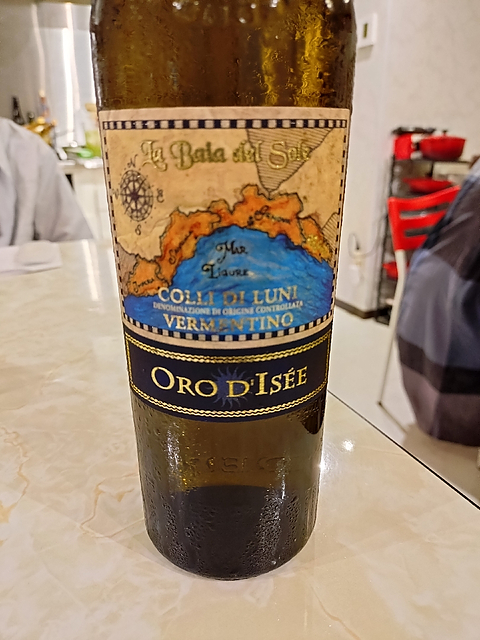 La Baia del Sole
N
Mar
Ligure
COLLI DI LUNI
DENOMINAZIONE DI ORIGINE CONTROLLATA
VERMENTINO
ORO D'ISÉE